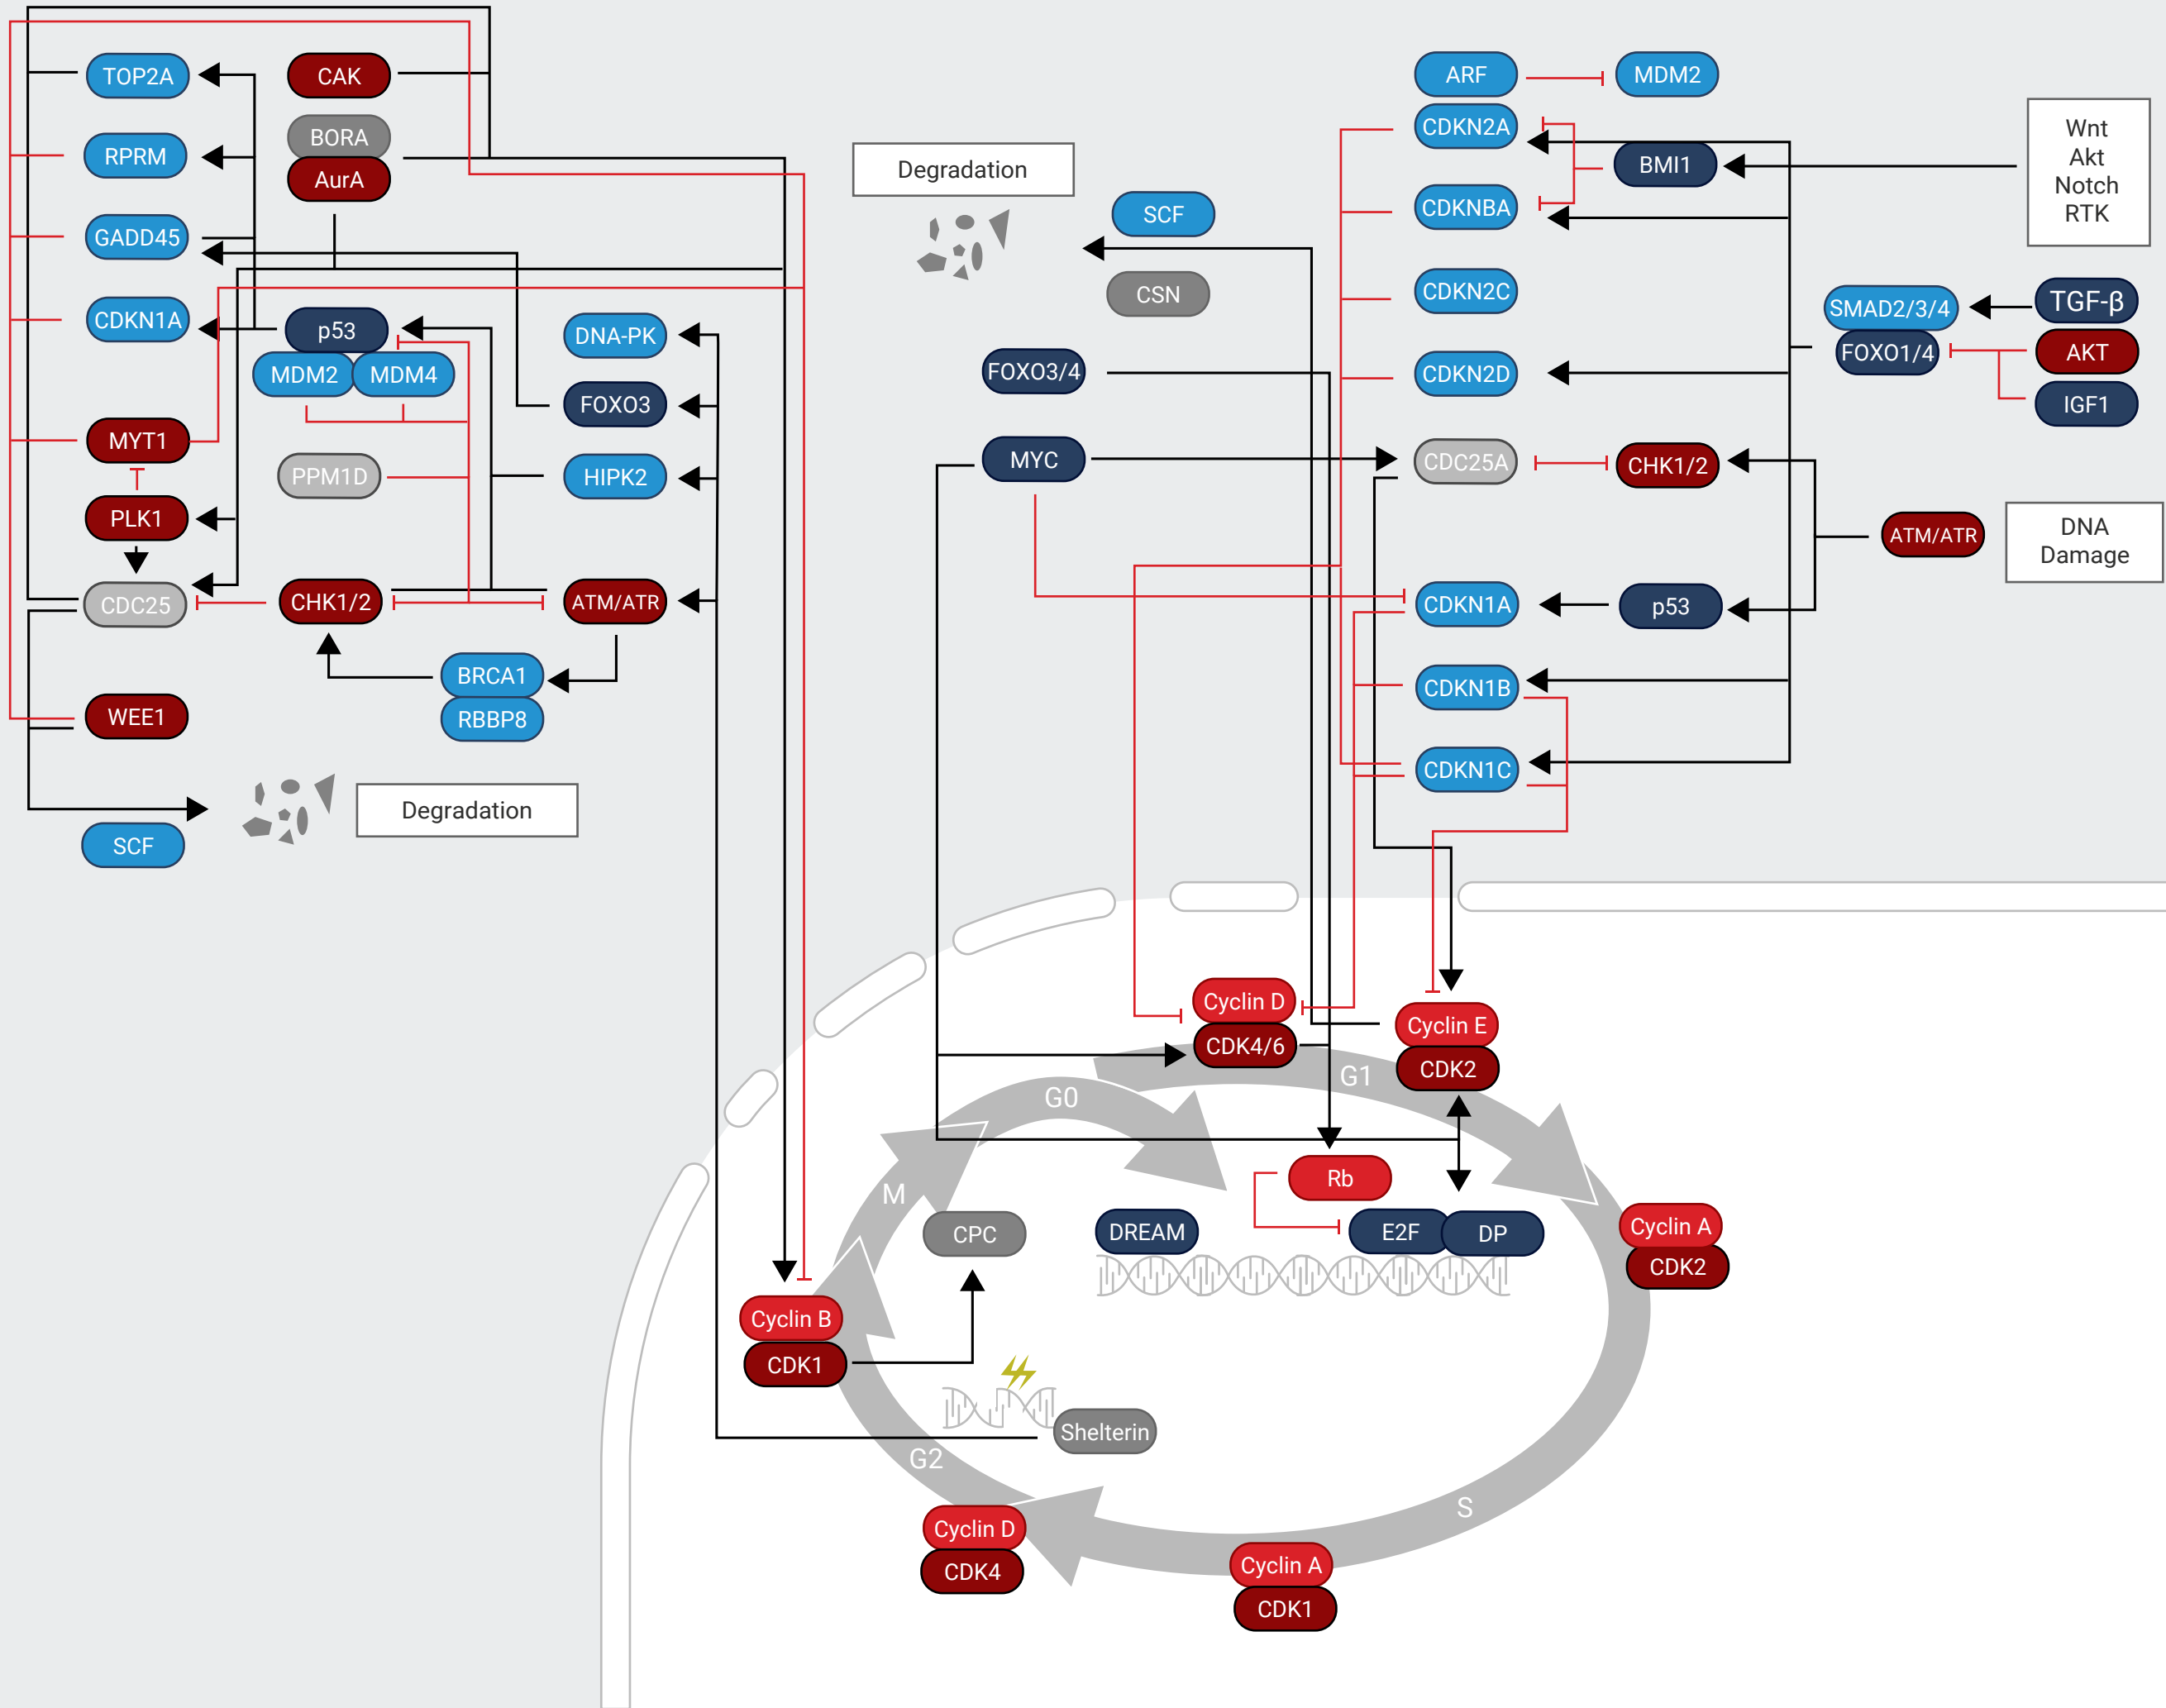 TOP2A
CAK
BORA
RPRM
AurA
GADD45
CDKN1A
p53
MDM2
MDM4
DNA-PK
FOXO3
MYT1
PPM1D
HIPK2
PLK1
CDC25
CHK1/2
ATM/ATR
BRCA1
RBBP8
WEE1
Degradation
SCF
Degradation
SCF
CSN
FOXO3/4
MYC
ARF
MDM2
CDKN2A
BMI1
CDKNBA
CDKN2C
CDKN2D
CDC25A
CHK1/2
CDKN1A
p53
CDKN1B
CDKN1C
Wnt
Akt
Notch
RTK
SMAD2/3/4
TGF-β
FOXO1/4
AKT
IGF1
ATM/ATR
DNA
Damage
Cyclin D
CDK4/6
Cyclin E
CDK2
G1
G0
M
Rb
CPC
DREAM
E2F
DP
Cyclin A
CDK2
Cyclin B
CDK1
Shelterin
G2
S
Cyclin D
CDK4
Cyclin A
CDK1